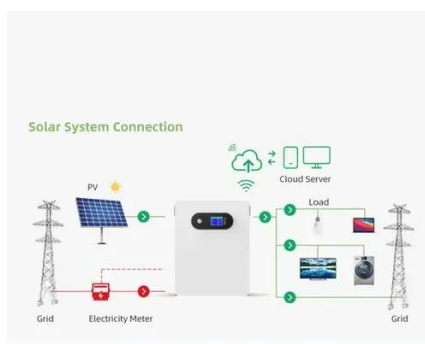 Solar System Connection
Cloud Server
PV
Load
Grid
Electricity Meter
Grid